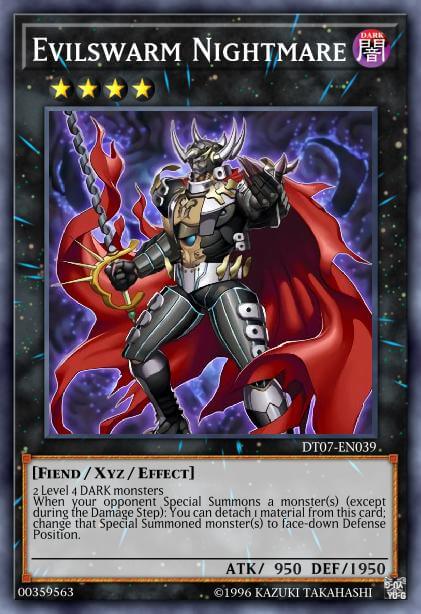 EVILSWARM NIGHTMARE
DARK
闇
DT07-EN039
[FIEND / XYZ / EFFECT]
2 Level 4 DARK monsters
When your opponent Special Summons a monster(s) (except
during the Damage Step): You can detach 1 material from this card;
change that Special Summoned monster(s) to face-down Defense
Position.
ATK/ 950 DEF/1950
00359563
©1996 KAZUKI TAKAHASHI